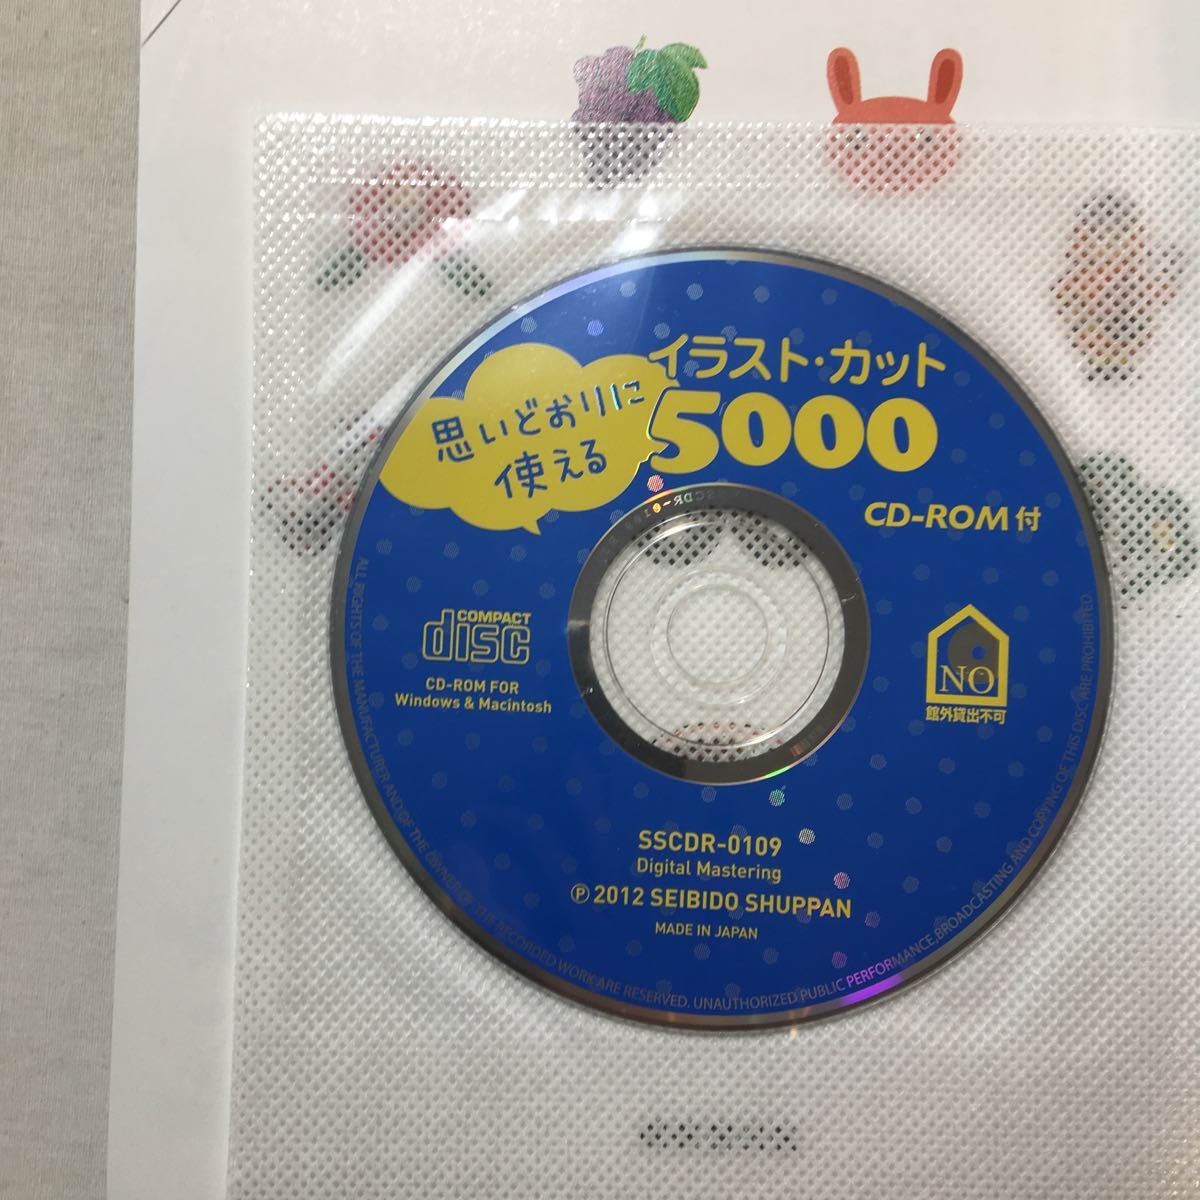 思いどおりに
使える
イラスト・カット
5000
CD-ROM付
COMPACT
disc
CD-ROM FOR
Windows & Macintosh
NO
館外貸出不可
SSCDR-0109
Digital Mastering
Ⓟ2012 SEIBIDO SHUPPAN
MADE IN JAPAN
ALL RIGHTS OF THE MANUFACTURER AND OF THE OWNER OF THE RECORDED WORK ARE RESERVED. UNAUTHORIZED PUBLIC PERFORMANCE, BROADCASTING AND COPYING OF THIS DISC ARE PROHIBITED.